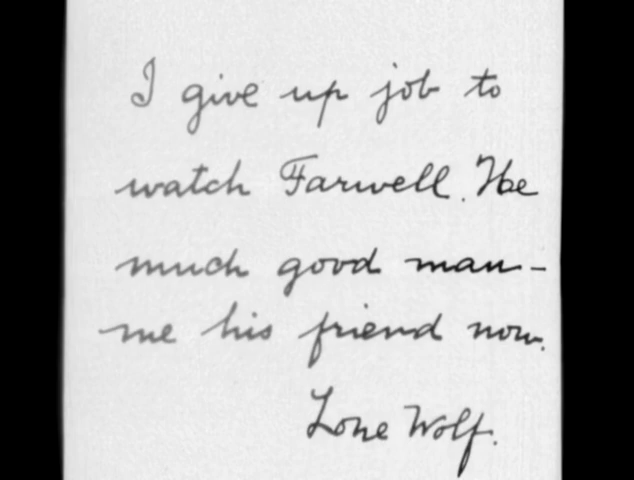 I give up job to
watch Farwell. He
much good man-
me his friend now.
Lone Wolf.